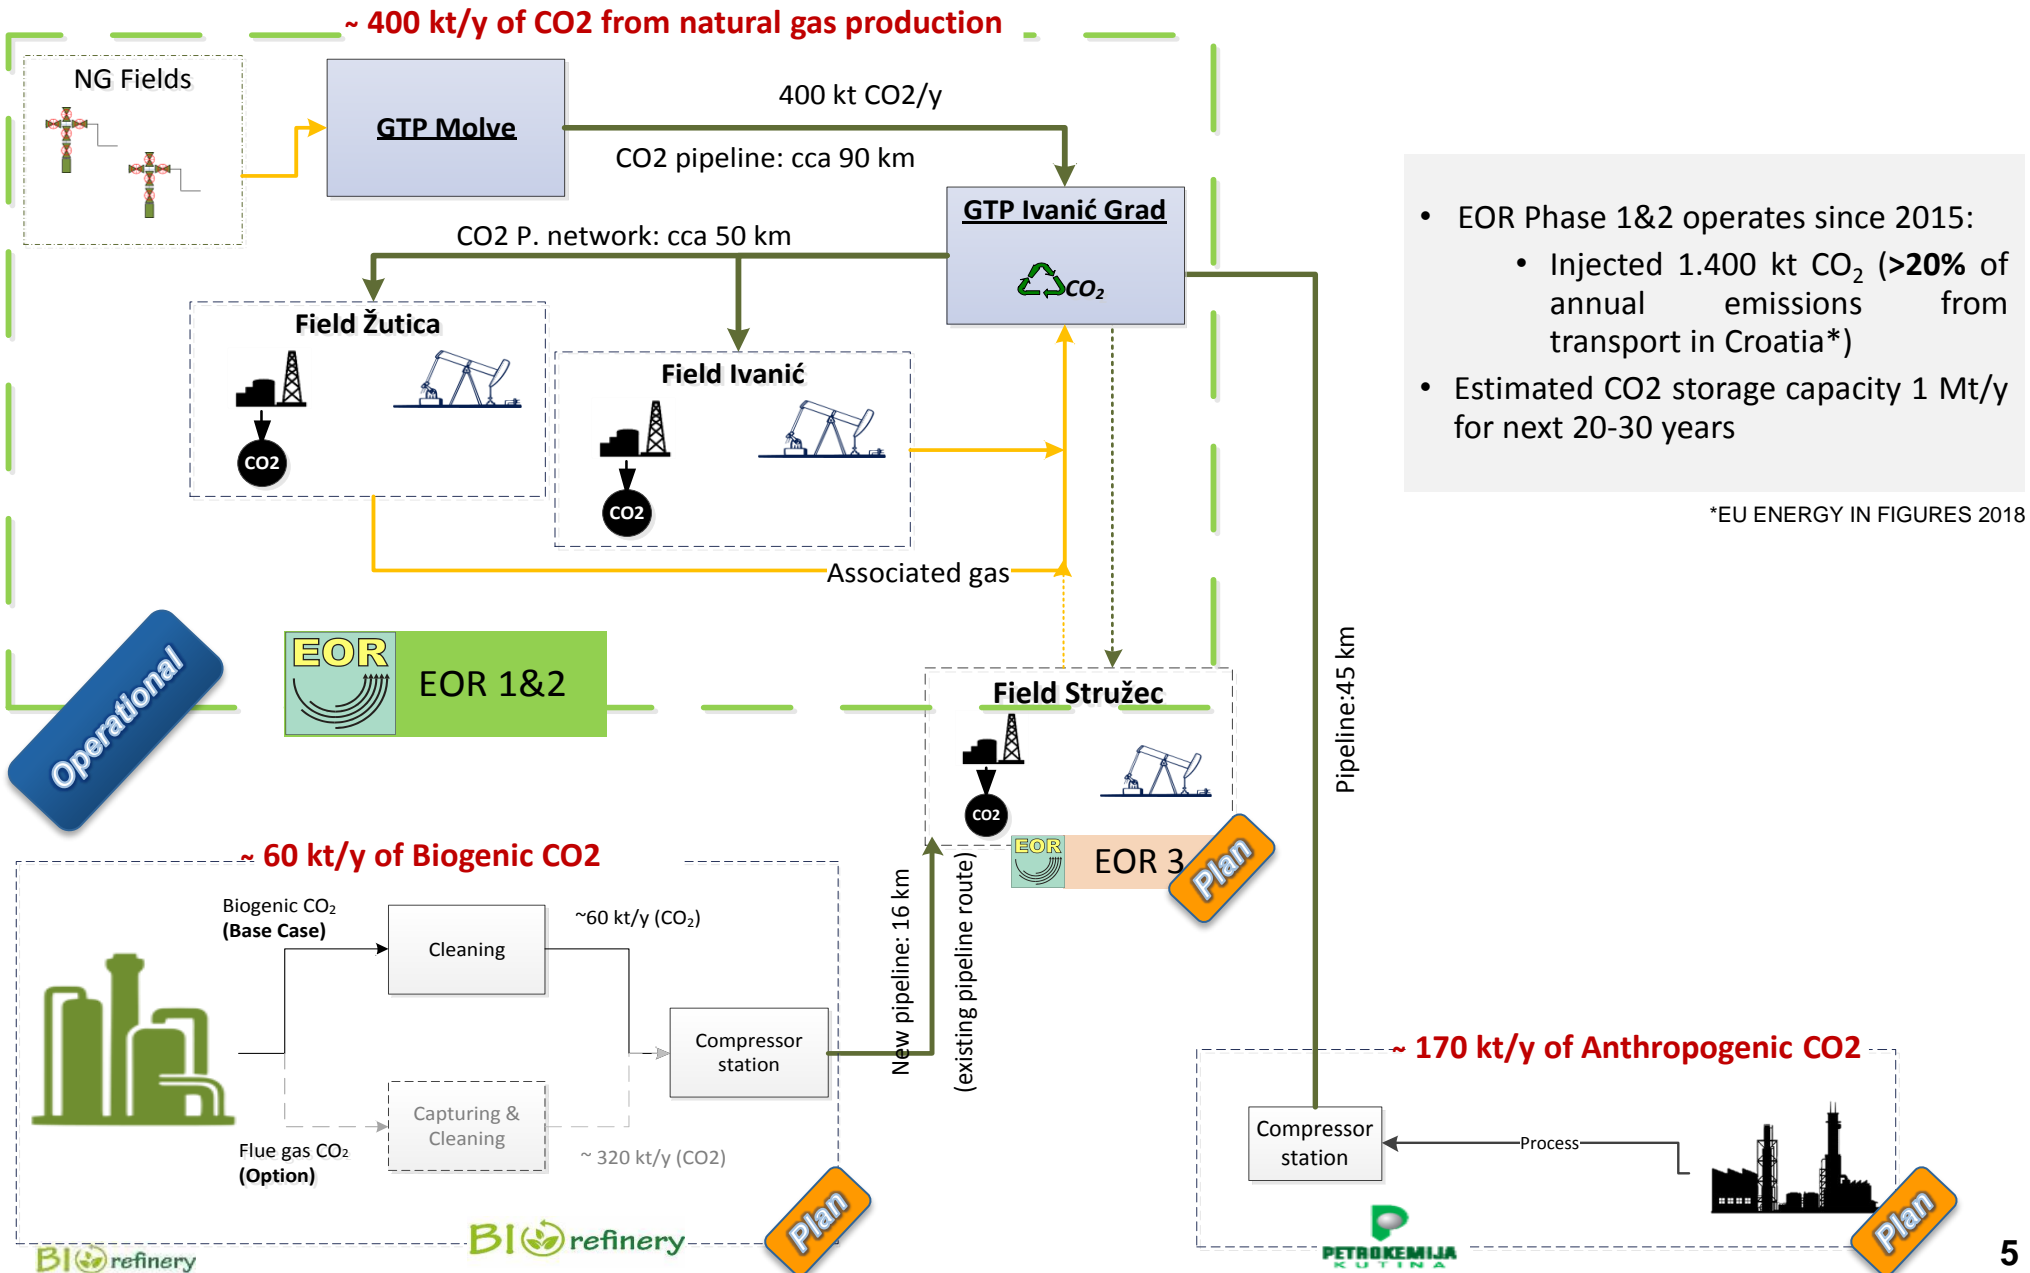 ~ 400 kt/y of CO2 from natural gas production
NG Fields
GTP Molve
400 kt CO2/y
CO2 pipeline: cca 90 km
GTP Ivanić Grad
CO2
CO2 P. network: cca 50 km
Field Žutica
CO2
Field Ivanić
CO2
Associated gas
• EOR Phase 1&2 operates since 2015:
• Injected 1.400 kt CO2 (>20% of
annual emissions from
transport in Croatia*)
• Estimated CO2 storage capacity 1 Mt/y
for next 20-30 years
*EU ENERGY IN FIGURES 2018
Operational
EOR
EOR 1&2
Pipeline:45 km
Field Stružec
CO2
EOR
EOR 3
Plan
~ 60 kt/y of Biogenic CO2
Biogenic CO2
(Base Case)
Cleaning
~60 kt/y (CO2)
Compressor
station
Capturing &
Cleaning
Flue gas CO2
(Option)
~ 320 kt/y (CO2)
New pipeline: 16 km
(existing pipeline route)
BIOrefinery
BIOrefinery
Plan
~ 170 kt/y of Anthropogenic CO2
Compressor
station
Process
PETROKEMIJA
KUTINA
Plan
5